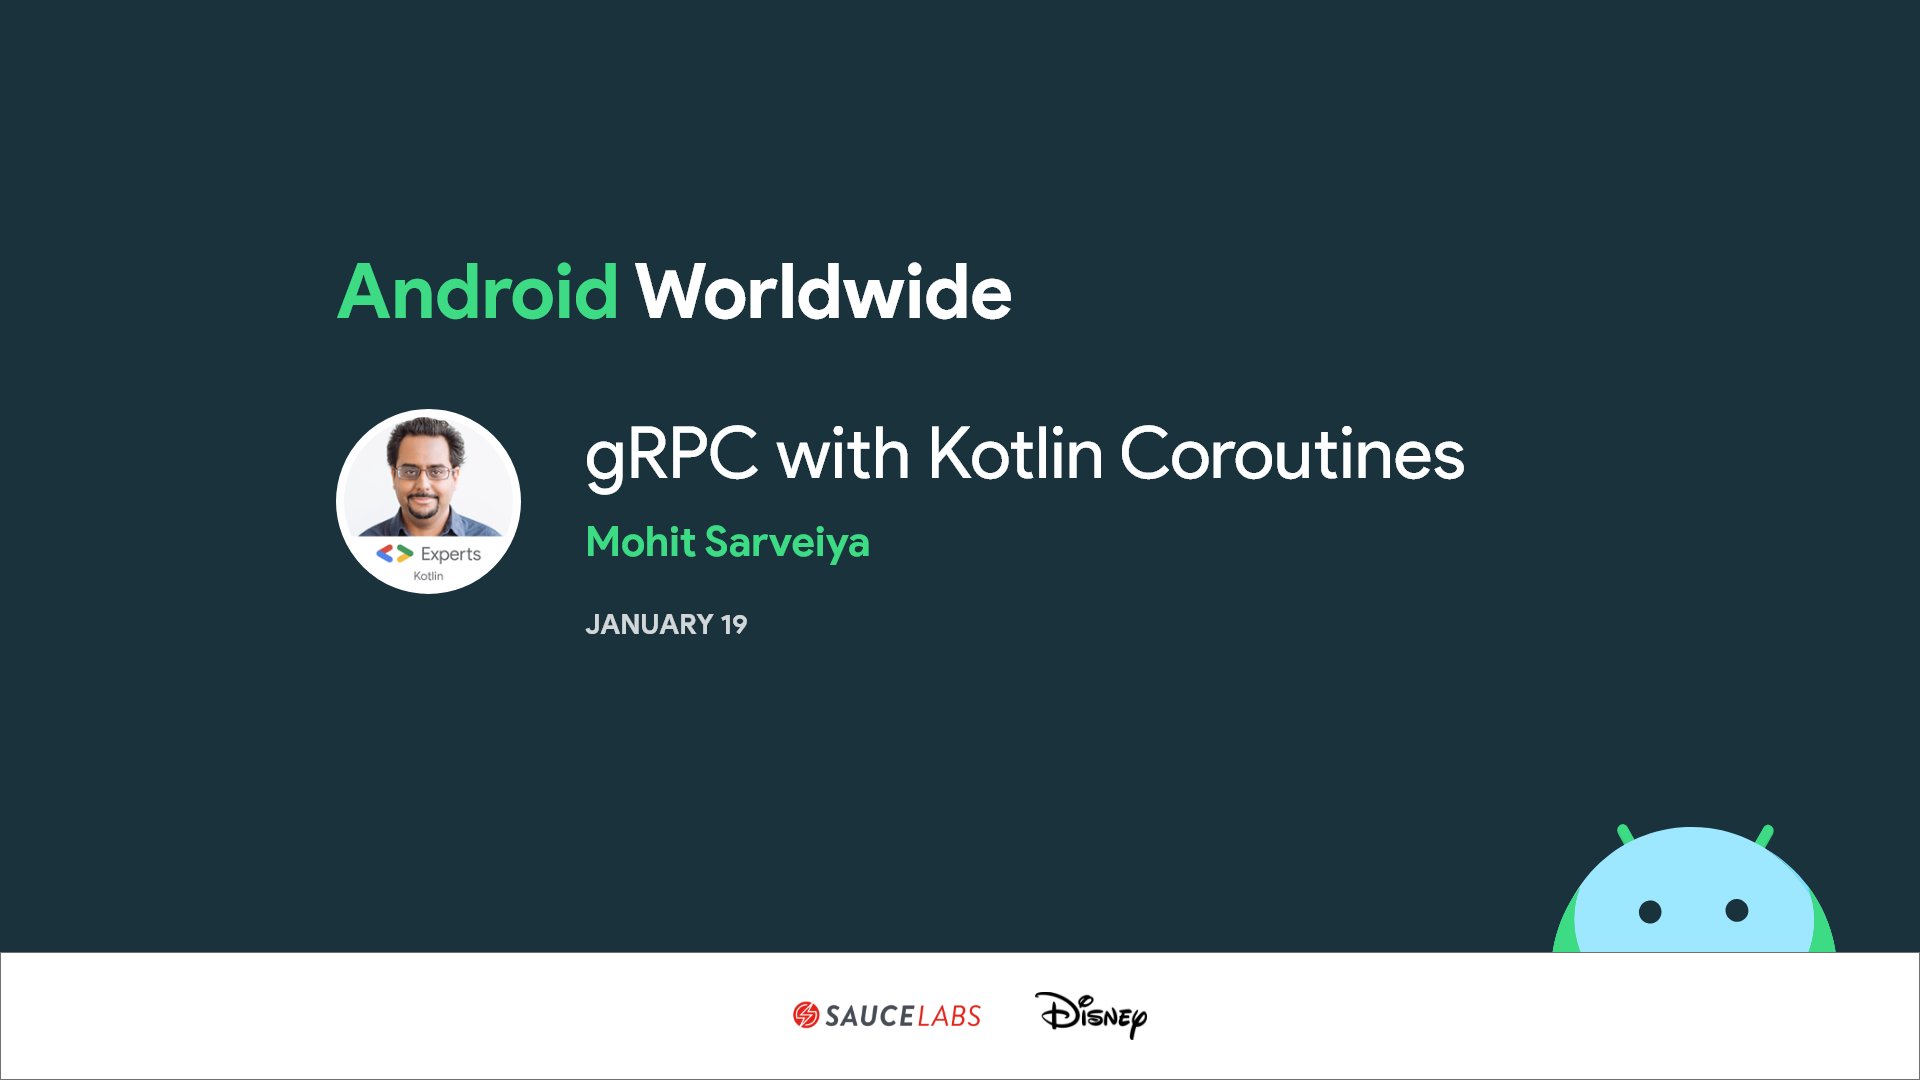 Android Worldwide
gRPC with Kotlin Coroutines
Mohit Sarveiya
Experts
Kotlin
JANUARY 19
SAUCELABS
Disney